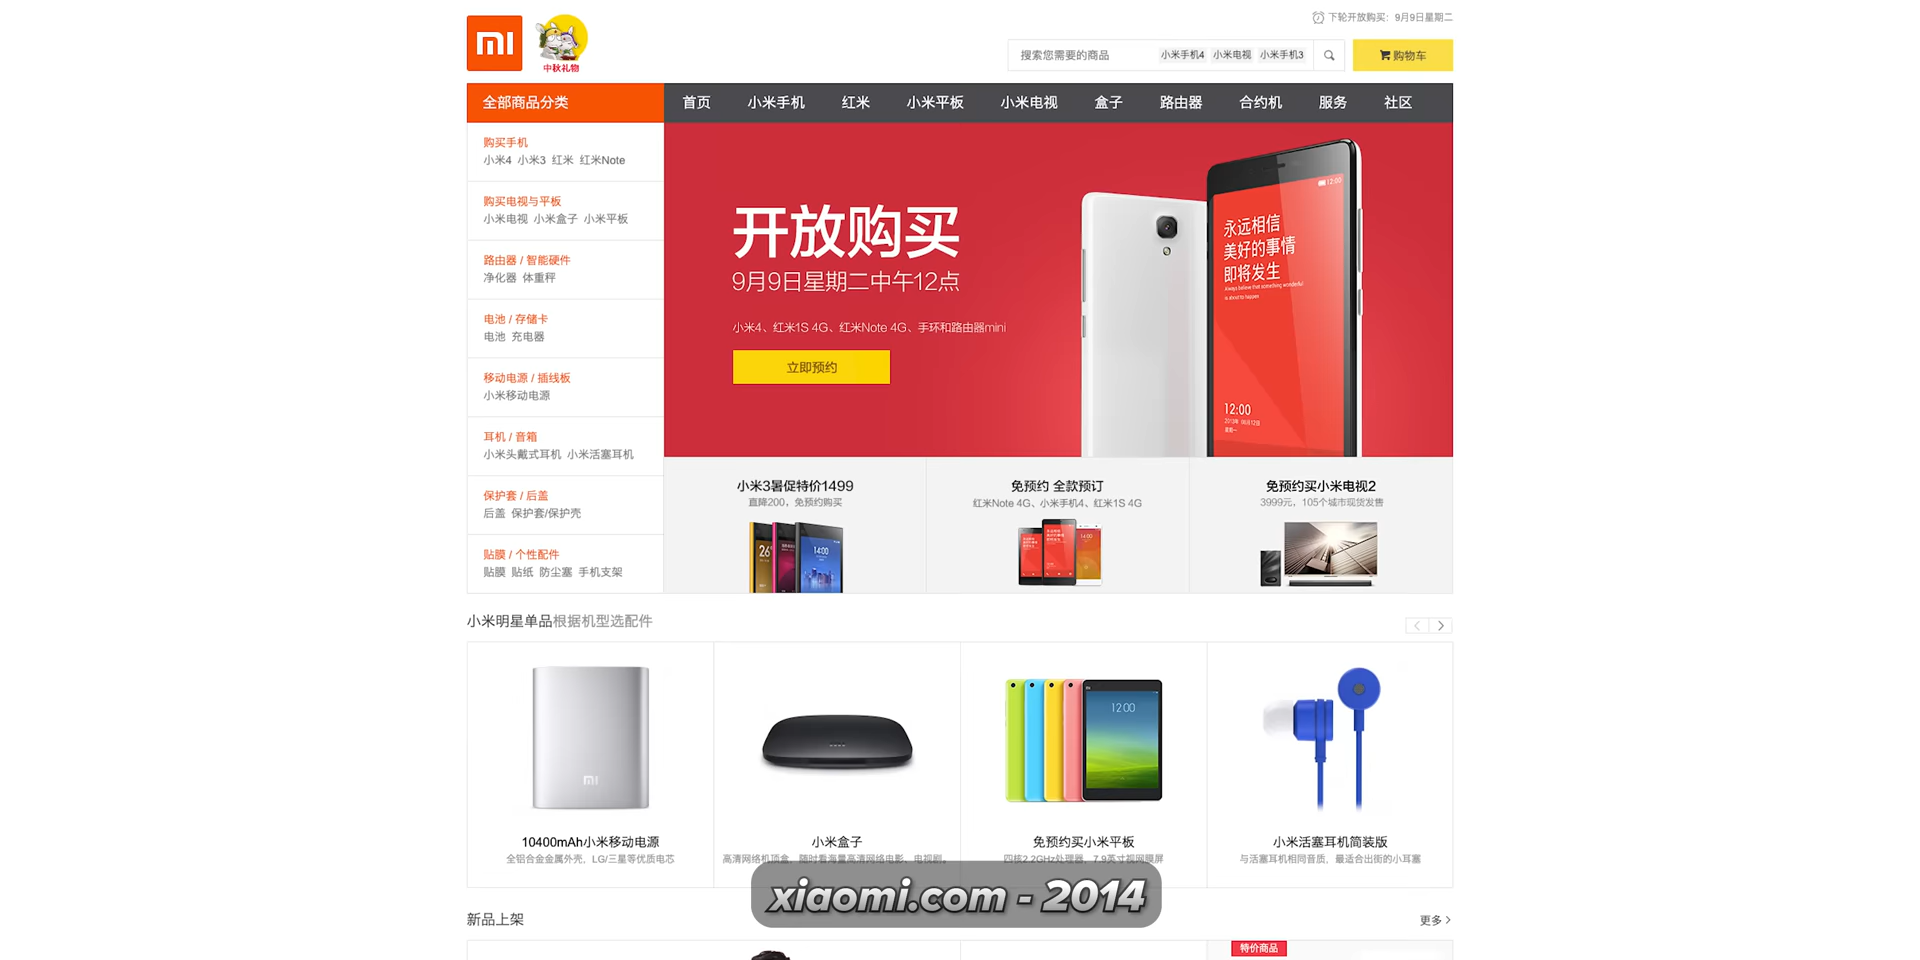 mi
中秋礼物
下轮开放购买：9月9日星期二
搜索您需要的商品 小米手机4 小米电视 小米手机3
购物车
全部商品分类 首页 小米手机 红米 小米平板 小米电视 盒子 路由器 合约机 服务 社区
购买手机
小米4 小米3 红米 红米Note
购买电视与平板
小米电视 小米盒子 小米平板
路由器 / 智能硬件
净化器 体重秤
电池 / 存储卡
电池 充电器
移动电源 / 插线板
小米移动电源
耳机 / 音箱
小米头戴式耳机 小米活塞耳机
保护套 / 后盖
后盖 保护套/保护壳
贴膜 / 个性配件
贴膜 贴纸 防尘塞 手机支架
开放购买
9月9日星期二中午12点
小米4、红米1S 4G、红米Note 4G、手环和路由器mini
立即预约
12:00
永远相信
美好的事情
即将发生
Always believe that something wonderful
is about to happen
12:00
小米3暑促特价1499
直降200，免预约购买
26
14:00
免预约 全款预订
红米Note 4G、小米手机4、红米1S 4G
免预约买小米电视2
3999元，105个城市现货发售
小米明星单品根据机型选配件
mi
12:00
10400mAh小米移动电源
全铝合金金属外壳，LG/三星等优质电芯
小米盒子
高清网络机顶盒，随时看海量高清网络电影、电视剧。
免预约买小米平板
四核2.2GHz处理器，7.9英寸视网膜屏
小米活塞耳机简装版
与活塞耳机相同音质，最适合出街的小耳塞
xiaomi.com - 2014
新品上架
更多
特价商品